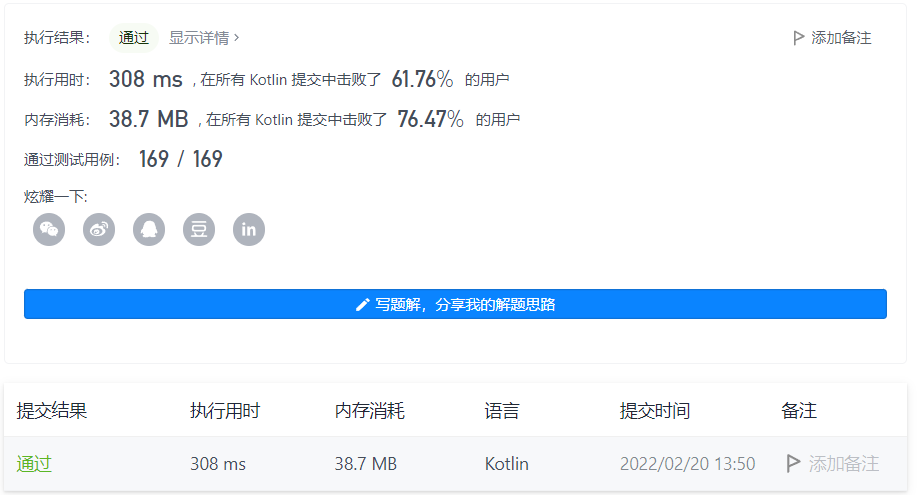 执行结果： 通过 显示详情 > 添加备注
执行用时： 308 ms , 在所有 Kotlin 提交中击败了 61.76% 的用户
内存消耗： 38.7 MB , 在所有 Kotlin 提交中击败了 76.47% 的用户
通过测试用例： 169 / 169
炫耀一下:
豆 in
写题解，分享我的解题思路
提交结果 执行用时 内存消耗 语言 提交时间 备注
通过 308 ms 38.7 MB Kotlin 2022/02/20 13:50 添加备注